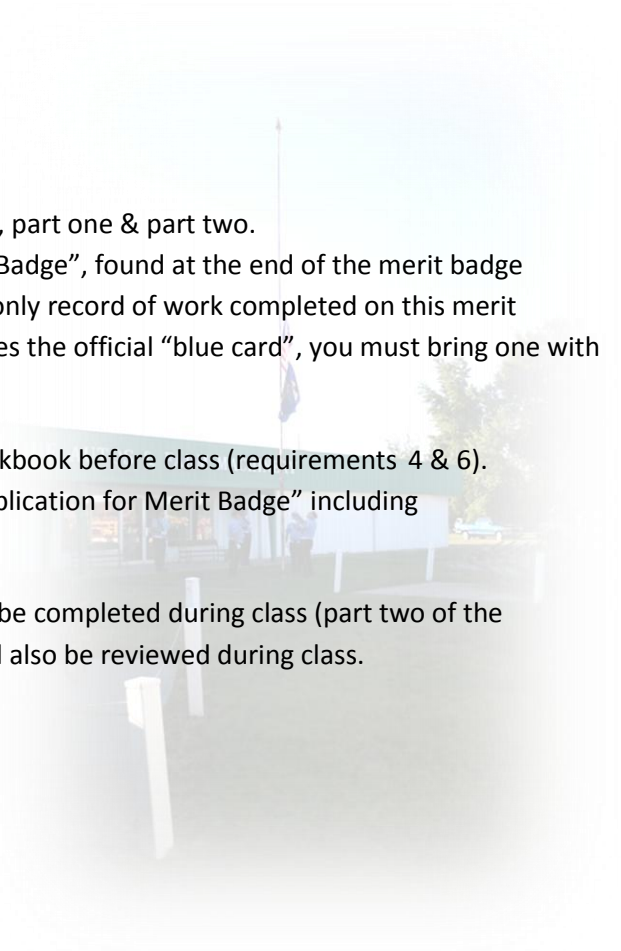 , part one & part two.
Badge”, found at the end of the merit badge
only record of work completed on this merit
es the official “blue card”, you must bring one with
kbook before class (requirements 4 & 6).
plication for Merit Badge” including
be completed during class (part two of the
l also be reviewed during class.